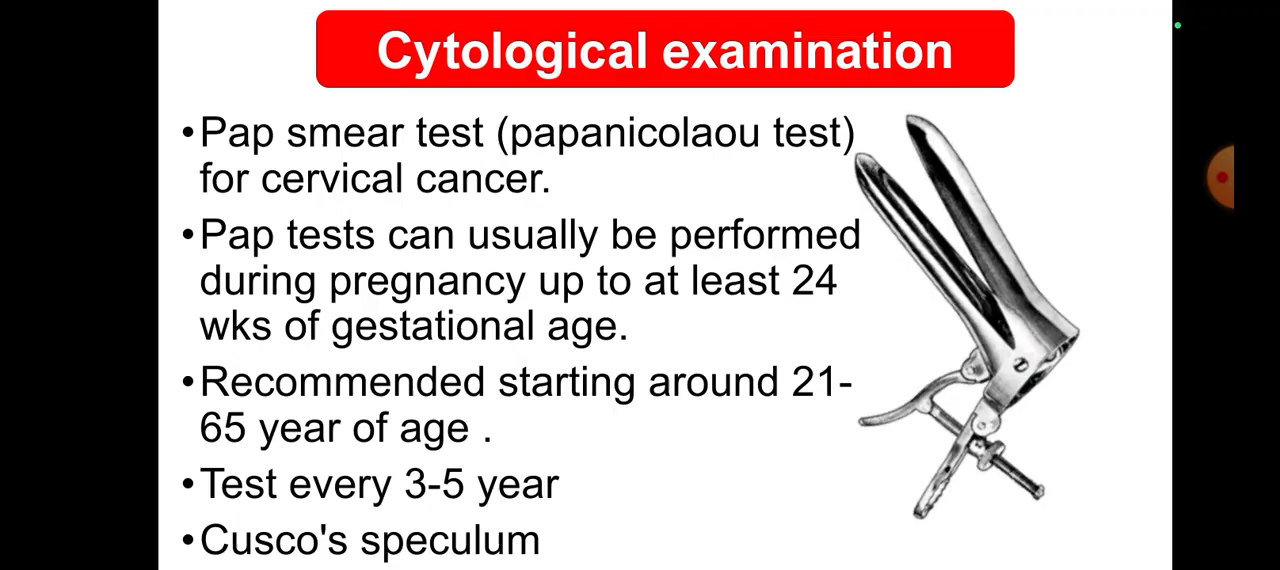 Cytological examination
•Pap smear test (papanicolaou test)
for cervical cancer.
•Pap tests can usually be performed
during pregnancy up to at least 24
wks of gestational age.
•Recommended starting around 21-
65 year of age .
•Test every 3-5 year
•Cusco's speculum